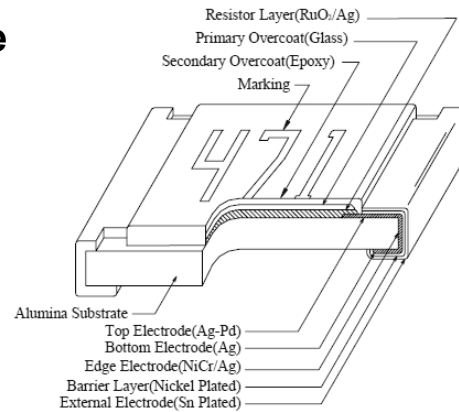 e
Resistor Layer(RuO₂/Ag)
Primary Overcoat(Glass)
Secondary Overcoat(Epoxy)
Marking
471
Alumina Substrate
Top Electrode(Ag-Pd)
Bottom Electrode(Ag)
Edge Electrode(NiCr/Ag)
Barrier Layer(Nickel Plated)
External Electrode(Sn Plated)